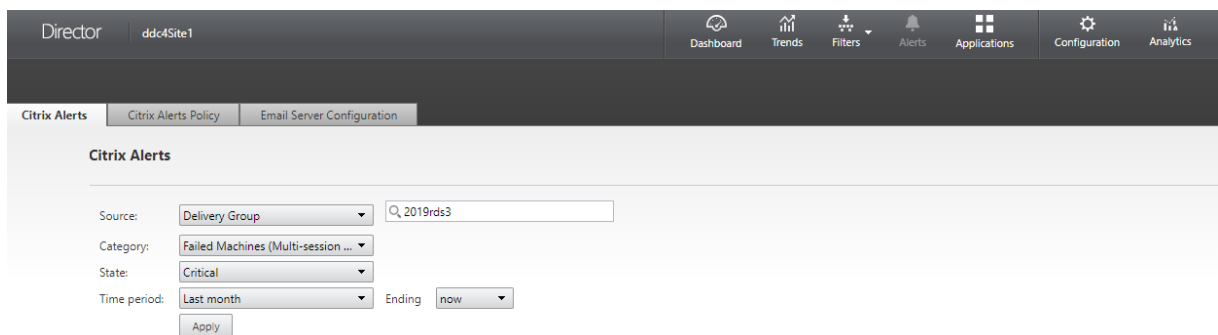 Director ddc4Site1
Dashboard Trends Filters Alerts Applications Configuration Analytics
Citrix Alerts Citrix Alerts Policy Email Server Configuration
Citrix Alerts
Source: Delivery Group 2019rds3
Category: Failed Machines (Multi-session ...
State: Critical
Time period: Last month Ending now
Apply